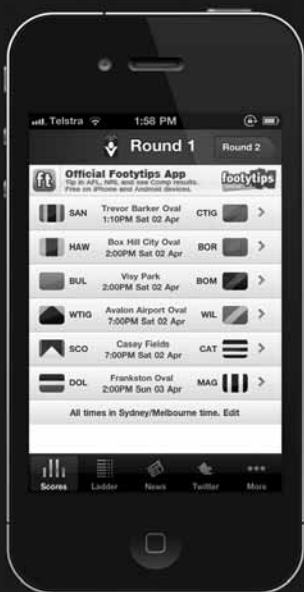 Telstra 1:58 PM
Round 1 Round 2
ft Official Footytips App footytips
Tip in AFL, NRL and see Comp results.
Free on iPhone and Android devices.
SAN Trevor Barker Oval CTIG
1:10PM Sat 02 Apr
HAW Box Hill City Oval BOR
2:00PM Sat 02 Apr
BUL Visy Park BOM
2:00PM Sat 02 Apr
WTIG Avalon Airport Oval WIL
7:00PM Sat 02 Apr
SCO Casey Fields CAT
7:00PM Sat 02 Apr
DOL Frankston Oval MAG
2:00PM Sun 03 Apr
All times in Sydney/Melbourne time. Edit
Scores Ladder News Twitter More